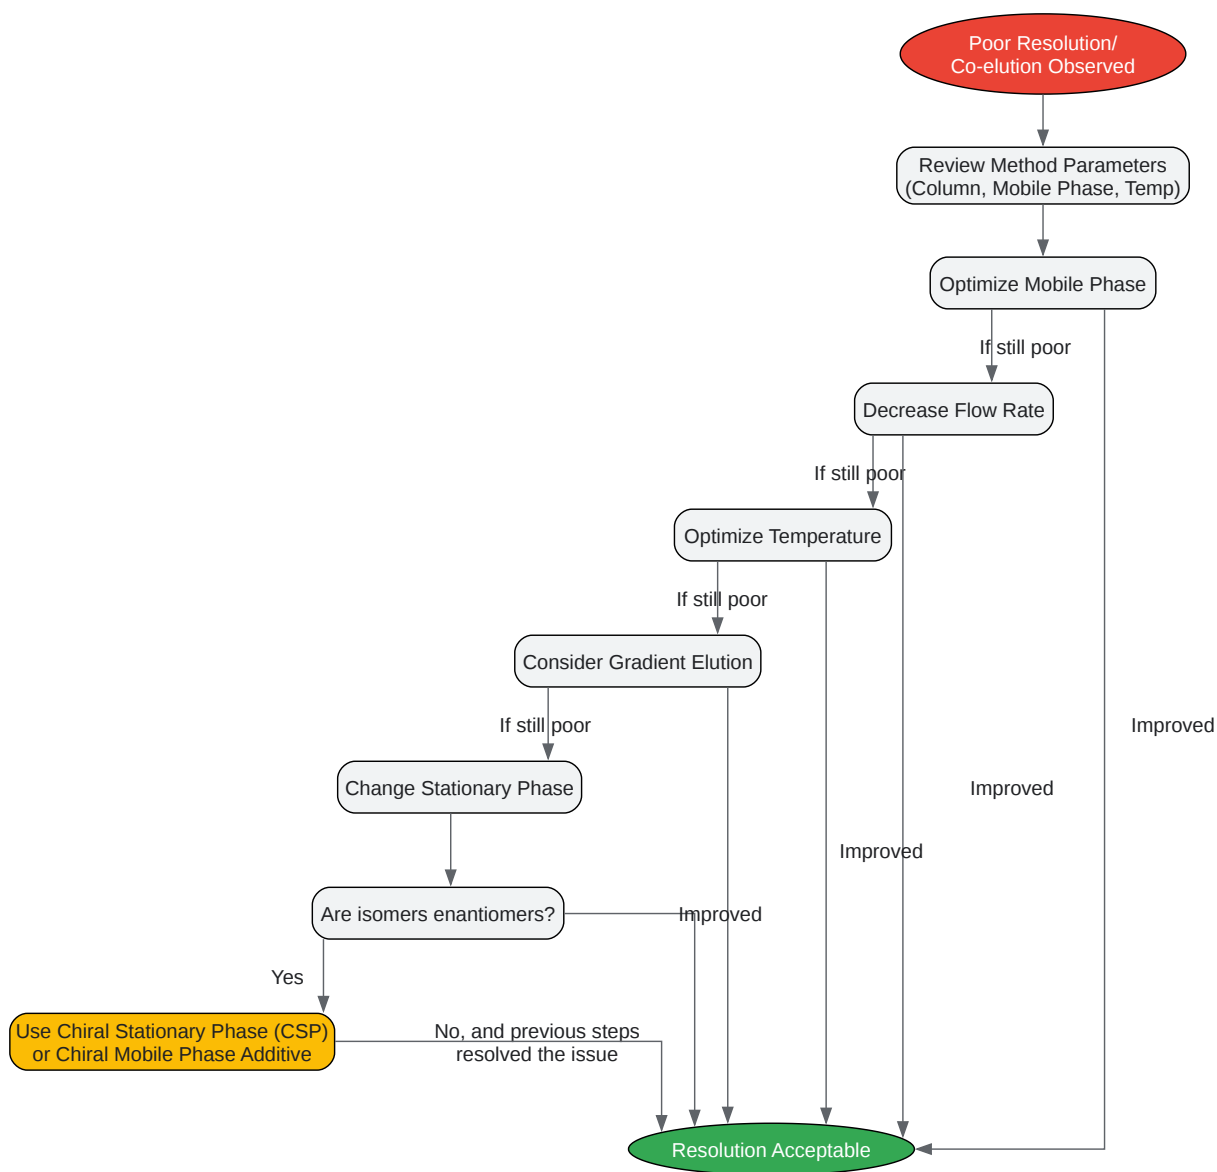 Poor Resolution/
Co-elution Observed
Review Method Parameters
(Column, Mobile Phase, Temp)
Optimize Mobile Phase
If still poor
Decrease Flow Rate
If still poor
Optimize Temperature
If still poor
Consider Gradient Elution
If still poor
Improved
Change Stationary Phase
Improved
Improved
Are isomers enantiomers?
Improved
Yes
Use Chiral Stationary Phase (CSP)
or Chiral Mobile Phase Additive
No, and previous steps
resolved the issue
Resolution Acceptable